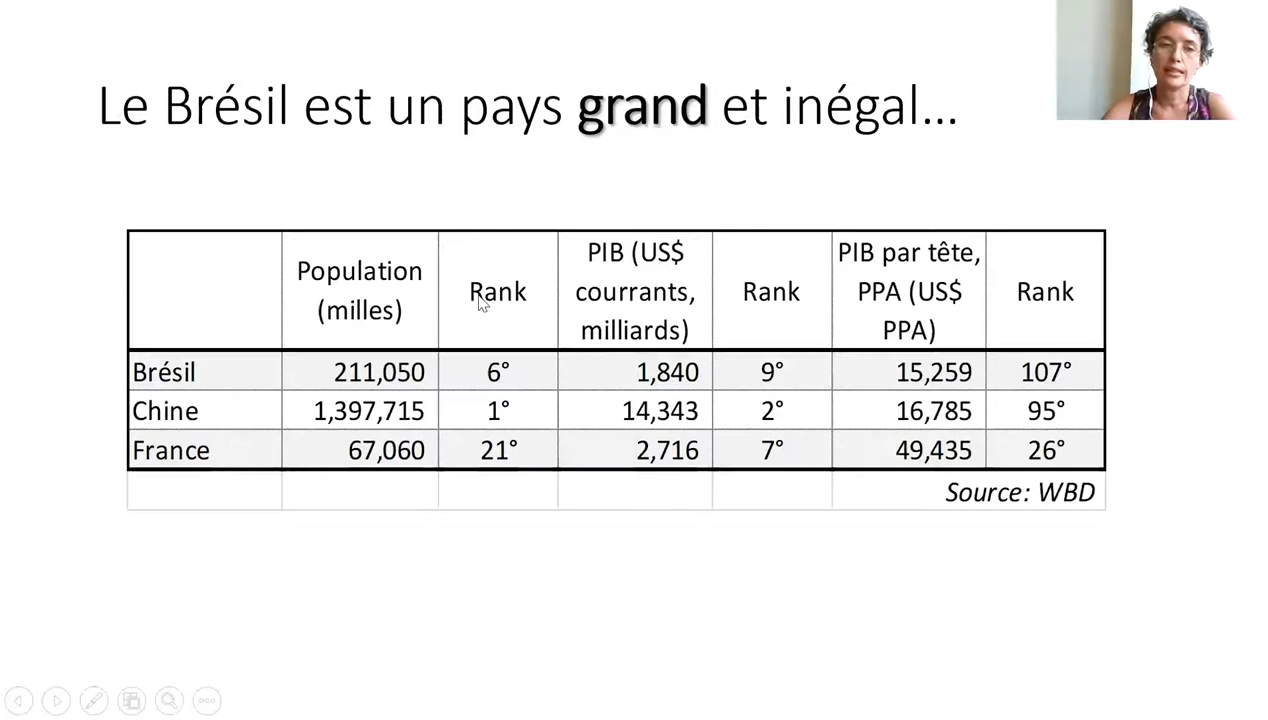 Le Brésil est un pays grand et inégal...
Population (milles) Rank PIB (US$ courrants, milliards) Rank PIB par tête, PPA (US$ PPA) Rank
Brésil 211,050 6° 1,840 9° 15,259 107°
Chine 1,397,715 1° 14,343 2° 16,785 95°
France 67,060 21° 2,716 7° 49,435 26°
Source: WBD